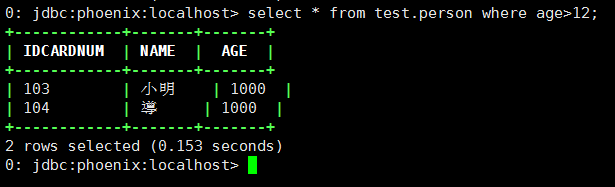 0: jdbc:phoenix:localhost> select * from test.person where age>12;
+------------+-------+-------+
| IDCARDNUM  | NAME  |  AGE  |
+------------+-------+-------+
| 103        | 小明    | 1000  |
| 104        | 導     | 1000  |
+------------+-------+-------+
2 rows selected (0.153 seconds)
0: jdbc:phoenix:localhost>